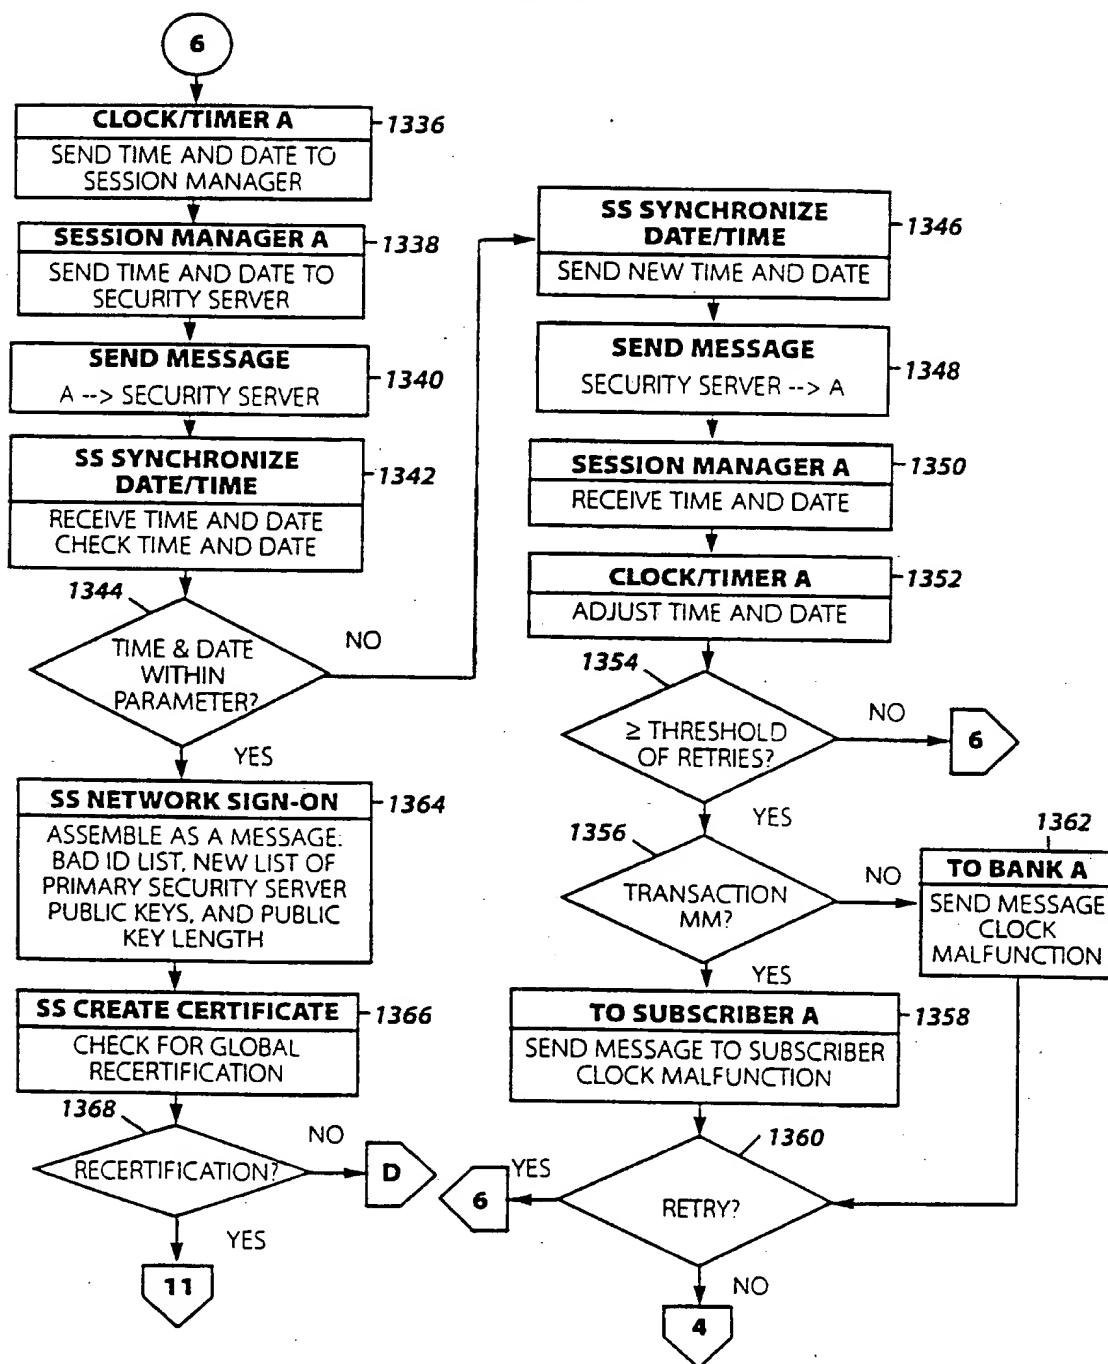 6
CLOCK/TIMER A
1336
SEND TIME AND DATE TO
SESSION MANAGER
SESSION MANAGER A
1338
SEND TIME AND DATE TO
SECURITY SERVER
SEND MESSAGE
1340
A --> SECURITY SERVER
SS SYNCHRONIZE
DATE/TIME
1342
RECEIVE TIME AND DATE
CHECK TIME AND DATE
1344
TIME & DATE
WITHIN
PARAMETER?
NO
YES
SS NETWORK SIGN-ON
1364
ASSEMBLE AS A MESSAGE:
BAD ID LIST, NEW LIST OF
PRIMARY SECURITY SERVER
PUBLIC KEYS, AND PUBLIC
KEY LENGTH
SS CREATE CERTIFICATE
1366
CHECK FOR GLOBAL
RECERTIFICATION
1368
RECERTIFICATION?
NO
D
YES
11
SS SYNCHRONIZE
DATE/TIME
1346
SEND NEW TIME AND DATE
SEND MESSAGE
1348
SECURITY SERVER --> A
SESSION MANAGER A
1350
RECEIVE TIME AND DATE
CLOCK/TIMER A
1352
ADJUST TIME AND DATE
1354
≥ THRESHOLD
OF RETRIES?
NO
6
YES
1356
TRANSACTION
MM?
NO
1362
TO BANK A
SEND MESSAGE
CLOCK
MALFUNCTION
YES
TO SUBSCRIBER A
1358
SEND MESSAGE TO SUBSCRIBER
CLOCK MALFUNCTION
1360
RETRY?
YES
6
NO
4